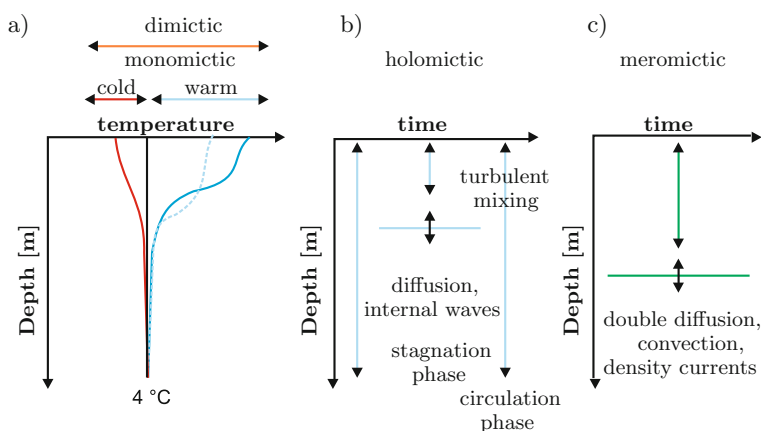 a)
dimictic
monomictic
cold
warm
temperature
Depth [m]
4 °C
b)
holomictic
time
turbulent
mixing
diffusion,
internal waves
stagnation
phase
circulation
phase
Depth [m]
c)
meromictic
time
double diffusion,
convection,
density currents
Depth [m]